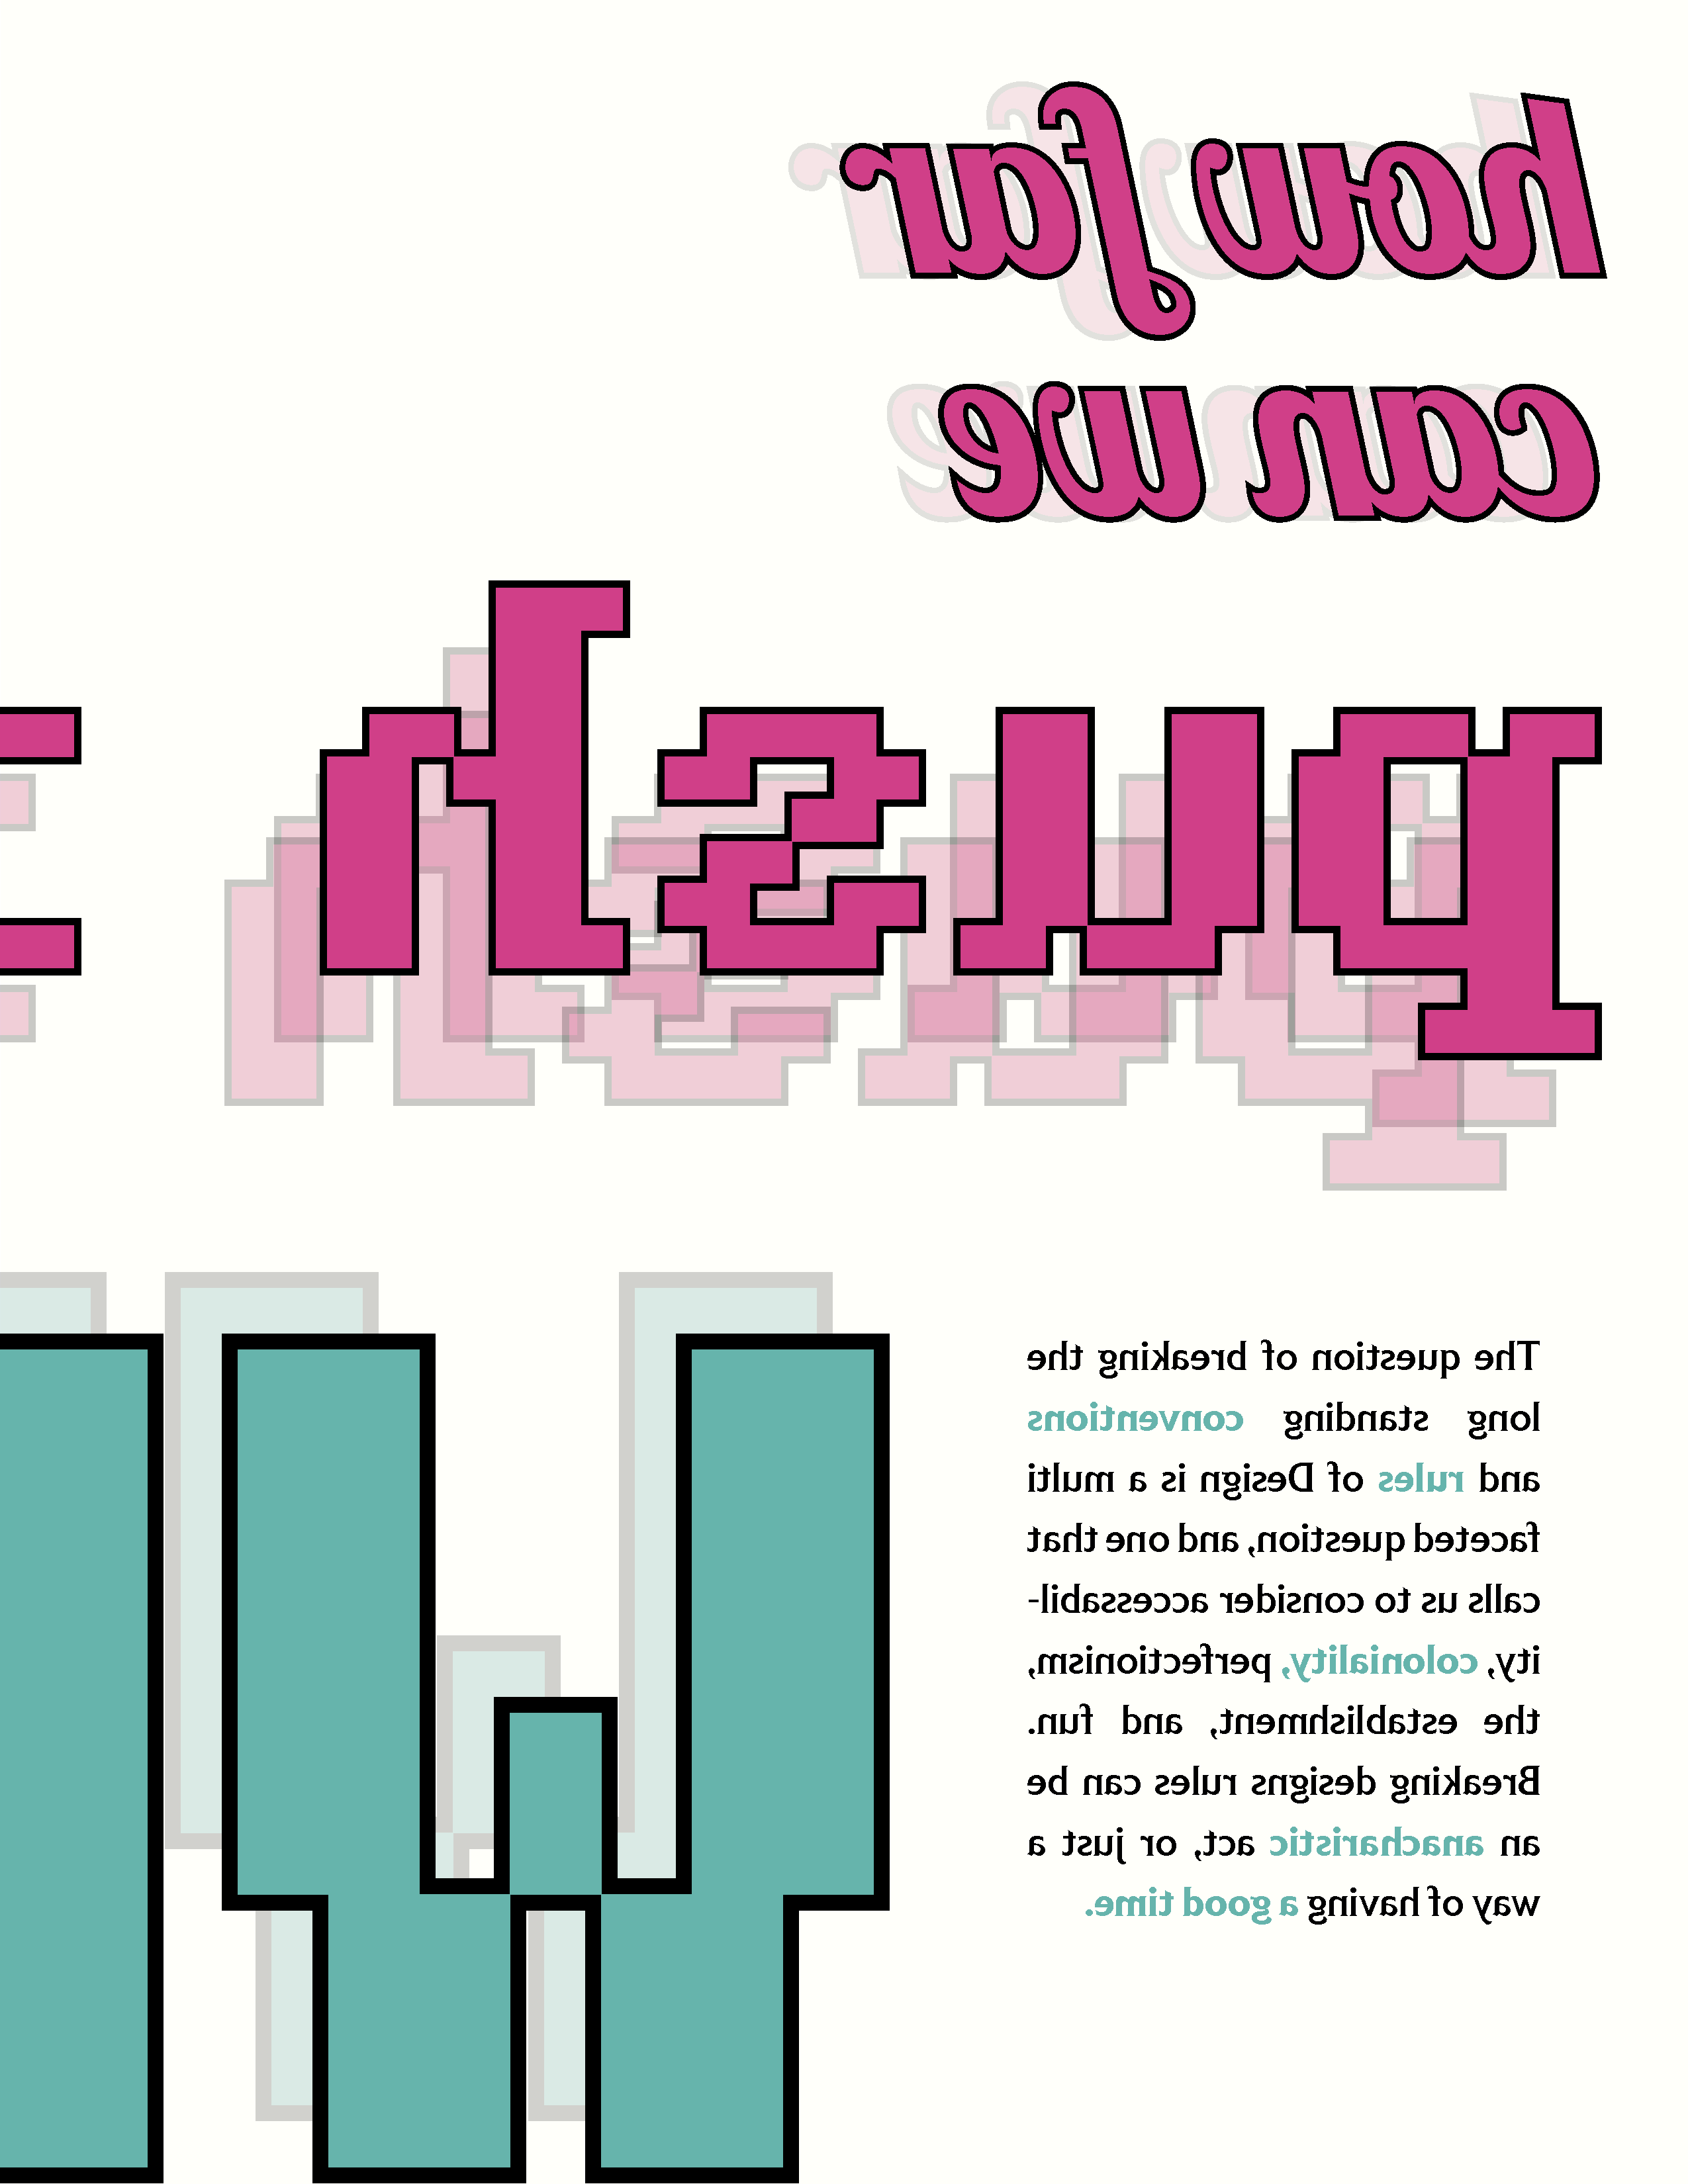 how far
can we
push
W
The question of breaking the
long standing conventions
and rules of Design is a multi
faceted question, and one that
calls us to consider accessabil-
ity, coloniality, perfectionism,
the establishment, and fun.
Breaking designs rules can be
an anacharistic act, or just a
way of having a good time.